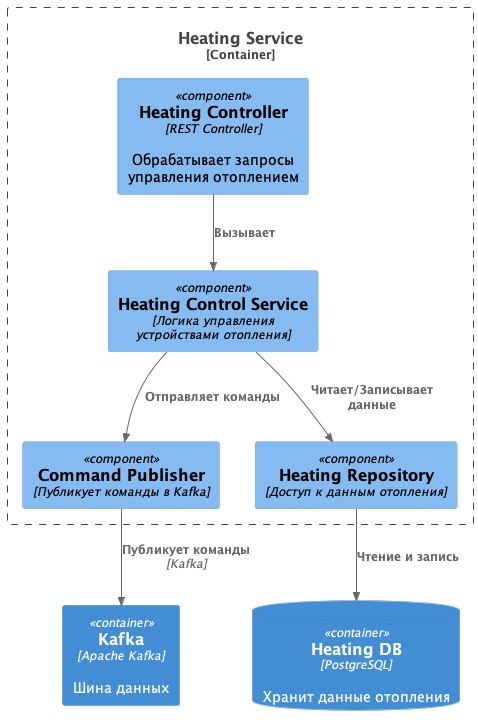 Heating Service
[Container]
«component»
Heating Controller
[REST Controller]
Обрабатывает запросы
управления отоплением
Вызывает
«component»
Heating Control Service
[Логика управления
устройствами отопления]
Отправляет команды
Читает/Записывает
данные
«component»
Command Publisher
[Публикует команды в Kafka]
«component»
Heating Repository
[Доступ к данным отопления]
Публикует команды
[Kafka]
Чтение и запись
«container»
Kafka
[Apache Kafka]
Шина данных
«container»
Heating DB
[PostgreSQL]
Хранит данные отопления